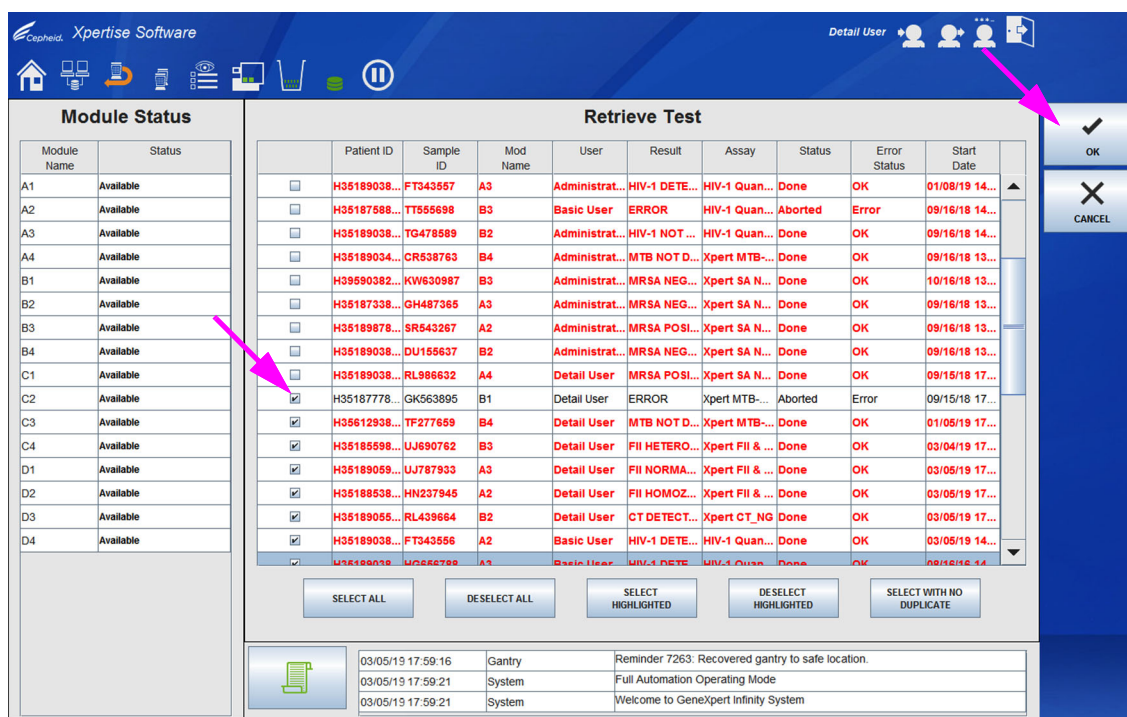 Cepheid. Xpertise Software
Detail User
Module Status
Retrieve Test
OK
CANCEL
Module Name Status
A1 Available
A2 Available
A3 Available
A4 Available
B1 Available
B2 Available
B3 Available
B4 Available
C1 Available
C2 Available
C3 Available
C4 Available
D1 Available
D2 Available
D3 Available
D4 Available
Patient ID Sample ID Mod Name User Result Assay Status Error Status Start Date
H35189038... FT343557 A3 Administrat... HIV-1 DETE... HIV-1 Quan... Done OK 01/08/19 14...
H35187588... TT555698 B3 Basic User ERROR HIV-1 Quan... Aborted Error 09/16/18 14...
H35189038... TG478589 B2 Administrat... HIV-1 NOT ... HIV-1 Quan... Done OK 09/16/18 14...
H35189034... CR538763 B4 Administrat... MTB NOT D... Xpert MTB-... Done OK 09/16/18 13...
H39590382... KW630987 B3 Administrat... MRSA NEG... Xpert SA N... Done OK 10/16/18 13...
H35187338... GH487365 A3 Administrat... MRSA NEG... Xpert SA N... Done OK 09/16/18 13...
H35189878... SR543267 A2 Administrat... MRSA POSI... Xpert SA N... Done OK 09/16/18 13...
H35189038... DU155637 B2 Administrat... MRSA NEG... Xpert SA N... Done OK 09/16/18 13...
H35189038... RL986632 A4 Detail User MRSA POSI... Xpert SA N... Done OK 09/15/18 17...
H35187778... GK563895 B1 Detail User ERROR Xpert MTB-... Aborted Error 09/15/18 17...
H35612938... TF277659 B4 Detail User MTB NOT D... Xpert MTB-... Done OK 01/05/19 17...
H35185598... UJ690762 B3 Detail User FII HETERO... Xpert FII & ... Done OK 03/04/19 17...
H35189059... UJ787933 A3 Detail User FII NORMA... Xpert FII & ... Done OK 03/05/19 17...
H35188538... HN237945 A2 Detail User FII HOMOZ... Xpert FII & ... Done OK 03/05/19 17...
H35189055... RL439664 B2 Detail User CT DETECT... Xpert CT_NG Done OK 03/05/19 17...
H35189038... FT343556 A2 Basic User HIV-1 DETE... HIV-1 Quan... Done OK 03/05/19 14...
H35189038... HG656788 A3 Basic User HIV-1 DETE... HIV-1 Quan... Done OK
SELECT ALL
DESELECT ALL
SELECT HIGHLIGHTED
DESELECT HIGHLIGHTED
SELECT WITH NO DUPLICATE
03/05/19 17:59:16 Gantry Reminder 7263: Recovered gantry to safe location.
03/05/19 17:59:21 System Full Automation Operating Mode
03/05/19 17:59:21 System Welcome to GeneXpert Infinity System